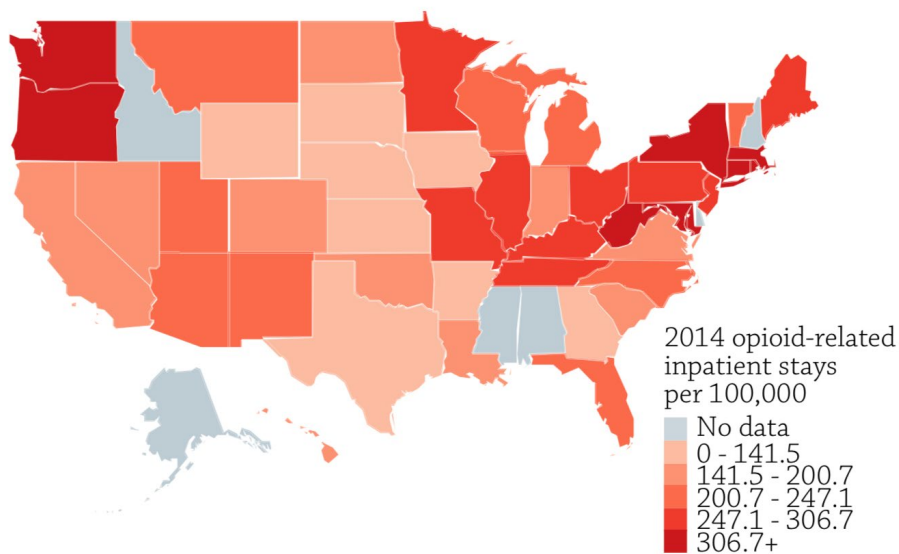 2014 opioid-related
inpatient stays
per 100,000
No data
0 - 141.5
141.5 - 200.7
200.7 - 247.1
247.1 - 306.7
306.7+